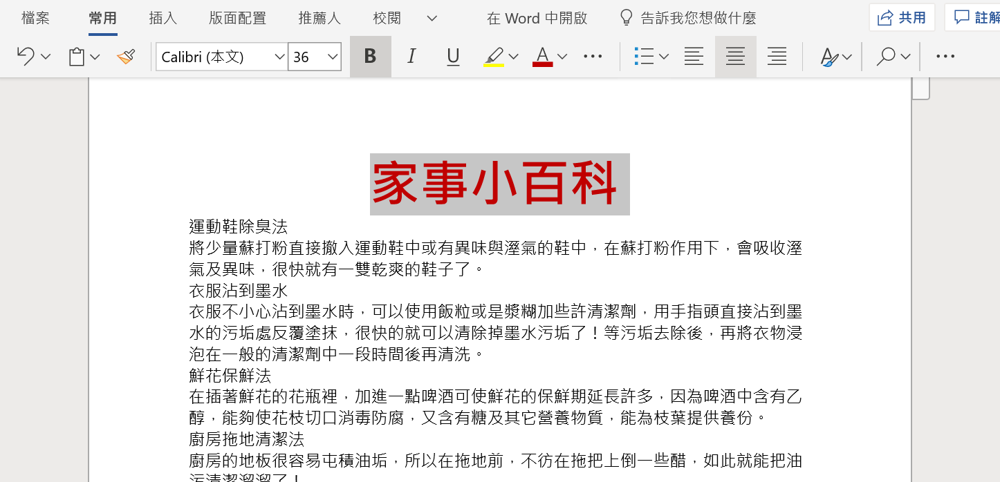 檔案 常用 插入 版面配置 推薦人 校閱 在 Word 中開啟 告訴我您想做什麼 共用 註解
Calibri (本文) 36 B I U A A
家事小百科
運動鞋除臭法
將少量蘇打粉直接撤入運動鞋中或有異味與溼氣的鞋中，在蘇打粉作用下，會吸收溼
氣及異味，很快就有一雙乾爽的鞋子了。
衣服沾到墨水
衣服不小心沾到墨水時，可以使用飯粒或是漿糊加些許清潔劑，用手指頭直接沾到墨
水的污垢處反覆塗抹，很快的就可以清除掉墨水污垢了！等污垢去除後，再將衣物浸
泡在一般的清潔劑中一段時間後再清洗。
鮮花保鮮法
在插著鮮花的花瓶裡，加進一點啤酒可使鮮花的保鮮期延長許多，因為啤酒中含有乙
醇，能夠使花枝切口消毒防腐，又含有糖及其它營養物質，能為枝葉提供養份。
廚房拖地清潔法
廚房的地板很容易屯積油垢，所以在拖地前，不彷在拖把上倒一些醋，如此就能把油
污清潔溜溜了！